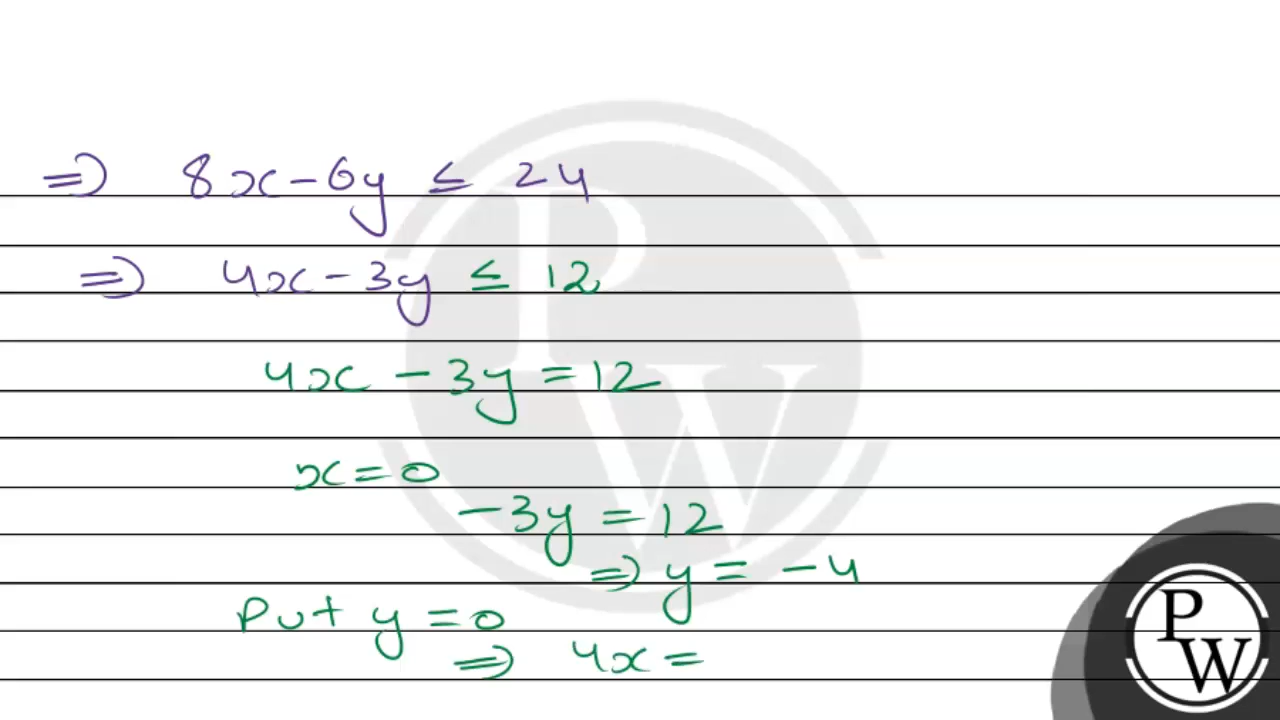 ⇒ 8x - 6y ≤ 24
⇒ 4x - 3y ≤ 12
4x - 3y = 12
x = 0
-3y = 12
⇒ y = -4
Put y = 0
⇒ 4x =
P
W
P
W